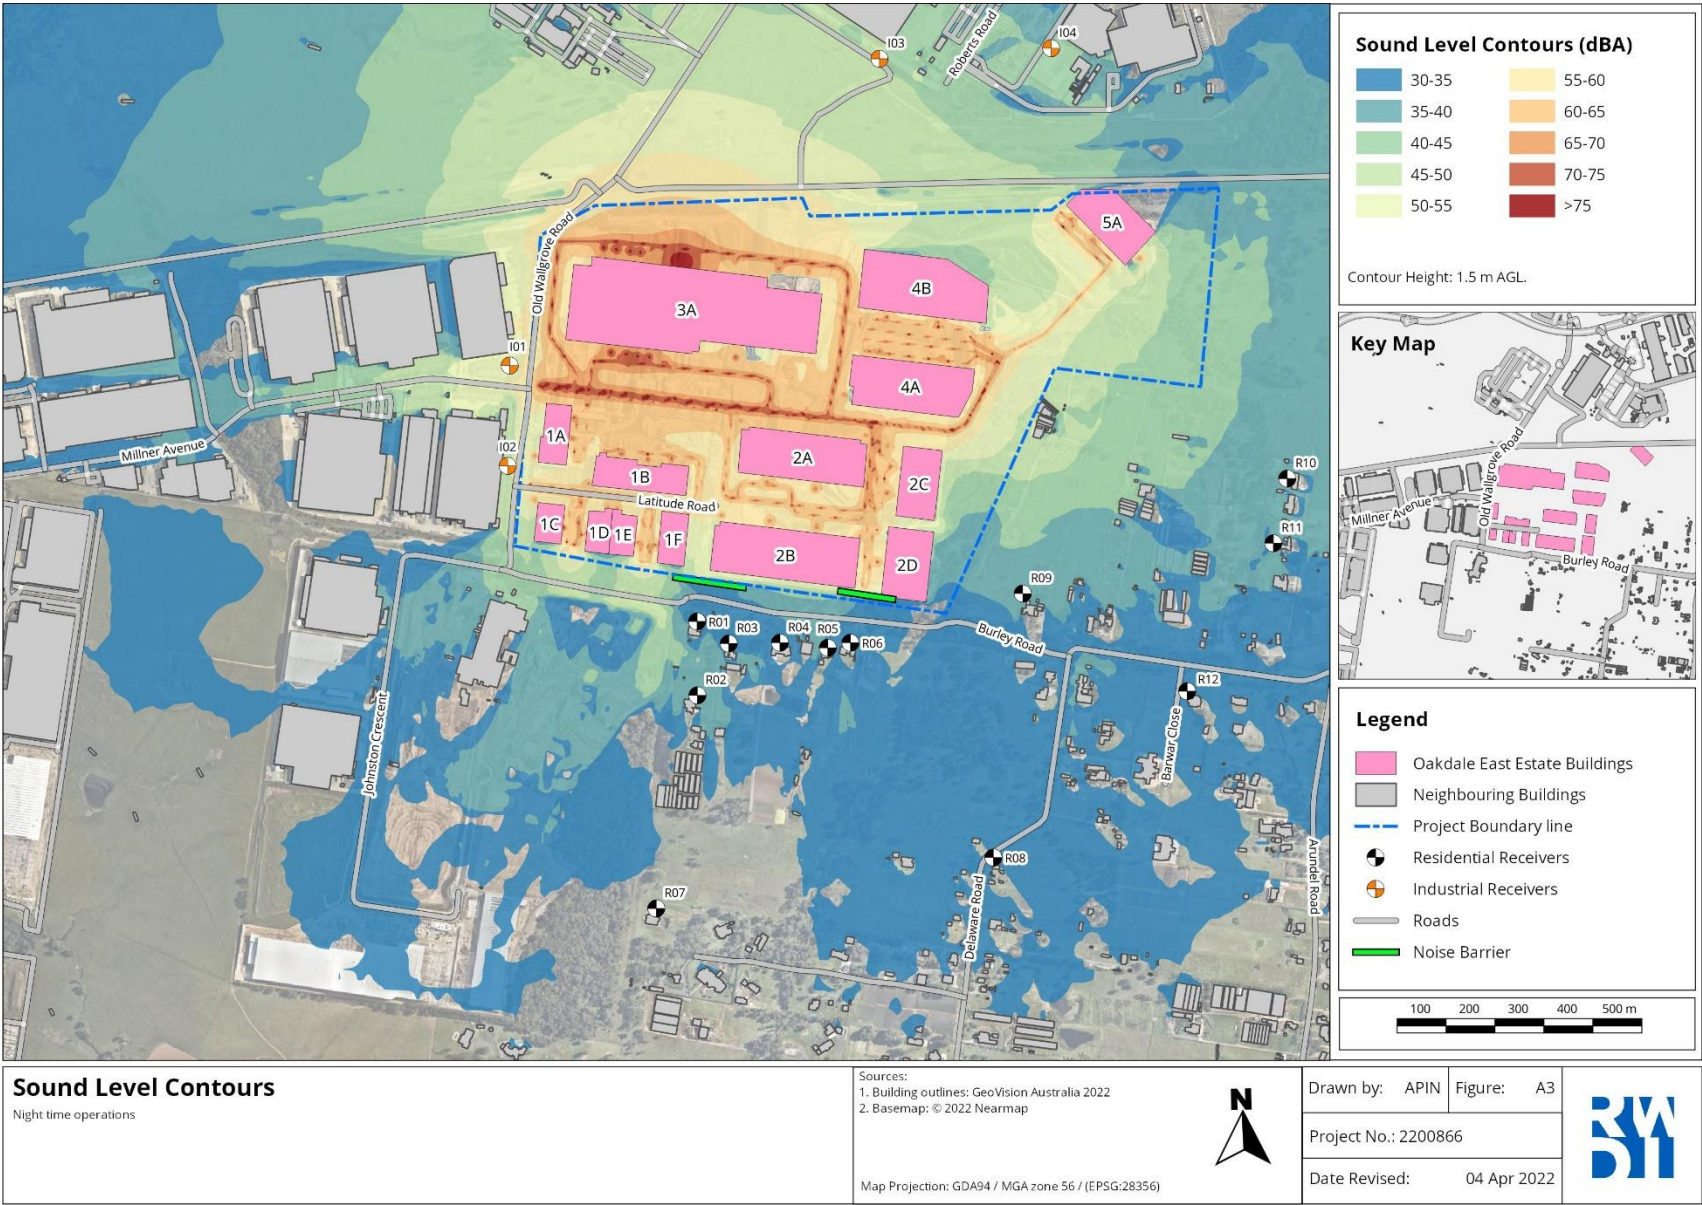 I03
I04
Roberts Road
Old Wallgrove Road
5A
4B
3A
I01
4A
1A
I02
Millner Avenue
2A
1B
R10
2C
Latitude Road
1C
1D
1E
1F
R11
2B
2D
R09
R01
R03
R04
R05
R06
Burley Road
R02
R12
Johnston Crescent
Barwar Close
R08
Arundel Road
R07
Delaware Road
Sound Level Contours (dBA)
30-35
35-40
40-45
45-50
50-55
55-60
60-65
65-70
70-75
>75
Contour Height: 1.5 m AGL.
Key Map
Old Wallgrove Road
Millner Avenue
Burley Road
Legend
Oakdale East Estate Buildings
Neighbouring Buildings
Project Boundary line
Residential Receivers
Industrial Receivers
Roads
Noise Barrier
100 200 300 400 500 m
Sound Level Contours
Night time operations
Sources:
1. Building outlines: GeoVision Australia 2022
2. Basemap: © 2022 Nearmap
Map Projection: GDA94 / MGA zone 56 / (EPSG:28356)
N
Drawn by: APIN Figure: A3
Project No.: 2200866
Date Revised: 04 Apr 2022
RWDI